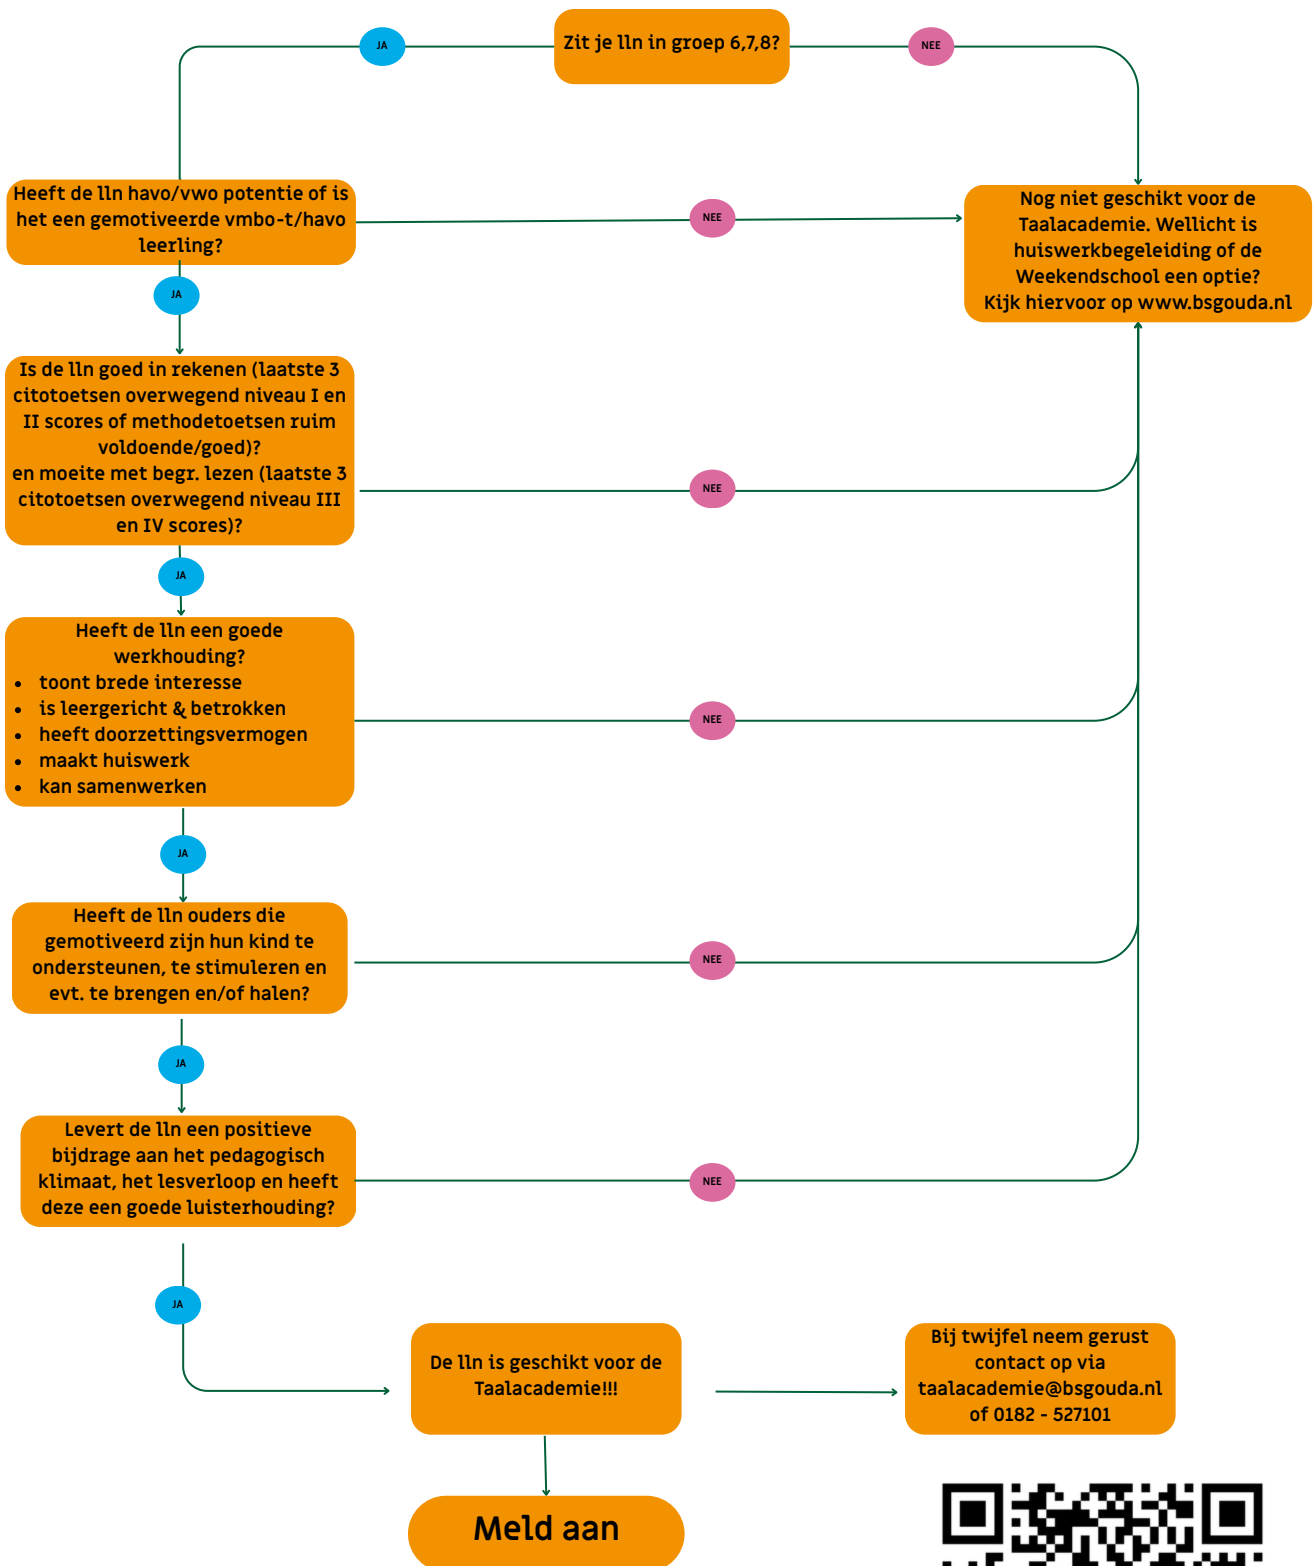 Zit je lln in groep 6,7,8?
JA
NEE
Heeft de lln havo/vwo potentie of is
het een gemotiveerde vmbo-t/havo
leerling?
NEE
Nog niet geschikt voor de
Taalacademie. Wellicht is
huiswerkbegeleiding of de
Weekendschool een optie?
Kijk hiervoor op www.bsgouda.nl
JA
Is de lln goed in rekenen (laatste 3
citotoetsen overwegend niveau I en
II scores of methodetoetsen ruim
voldoende/goed)?
en moeite met begr. lezen (laatste 3
citotoetsen overwegend niveau III
en IV scores)?
NEE
JA
Heeft de lln een goede
werkhouding?
• toont brede interesse
• is leergericht & betrokken
• heeft doorzettingsvermogen
• maakt huiswerk
• kan samenwerken
NEE
JA
Heeft de lln ouders die
gemotiveerd zijn hun kind te
ondersteunen, te stimuleren en
evt. te brengen en/of halen?
NEE
JA
Levert de lln een positieve
bijdrage aan het pedagogisch
klimaat, het lesverloop en heeft
deze een goede luisterhouding?
NEE
JA
De lln is geschikt voor de
Taalacademie!!!
Bij twijfel neem gerust
contact op via
taalacademie@bsgouda.nl
of 0182 - 527101
Meld aan